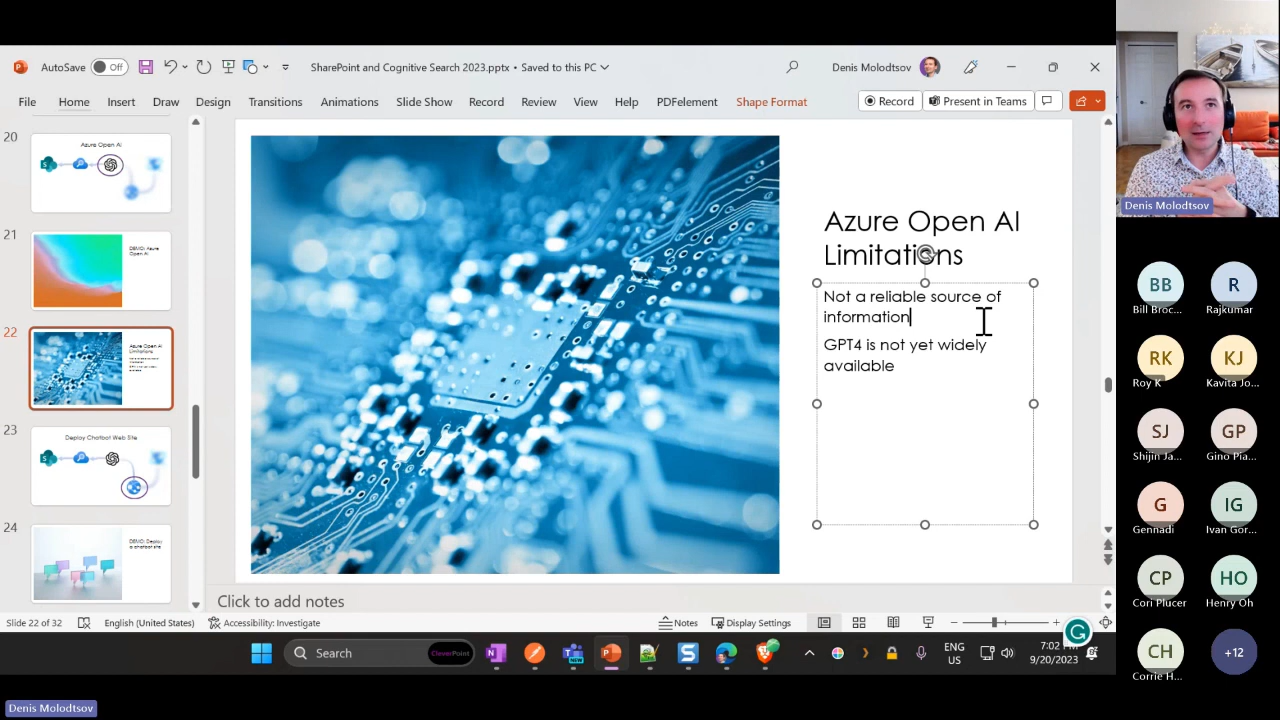 AutoSave
Off
SharePoint and Cognitive Search 2023.pptx • Saved to this PC
Denis Molodtsov
File Home Insert Draw Design Transitions Animations Slide Show Record Review View Help PDFelement Shape Format
Record
Present in Teams
20
Azure Open AI
21
DEMO: Azure
Open AI
22
Azure Open AI
Limitations
23
Deploy Chatbot Web Site
24
DEMO: Deploy
a chatbot site
Azure Open AI
Limitations
Not a reliable source of
information
GPT4 is not yet widely
available
Click to add notes
Slide 22 of 32
English (United States)
Accessibility: Investigate
Notes
Display Settings
Search
CleverPoint
NEW
ENG
US
7:02
9/20/2023
Denis Molodtsov
BB
Bill Broc...
R
Rajkumar
RK
Roy K
KJ
Kavita Jo...
SJ
Shijin Ja...
GP
Gino Pia...
G
Gennadi
IG
Ivan Gor...
CP
Cori Plucer
HO
Henry Oh
CH
Corrie H...
+12
Denis Molodtsov